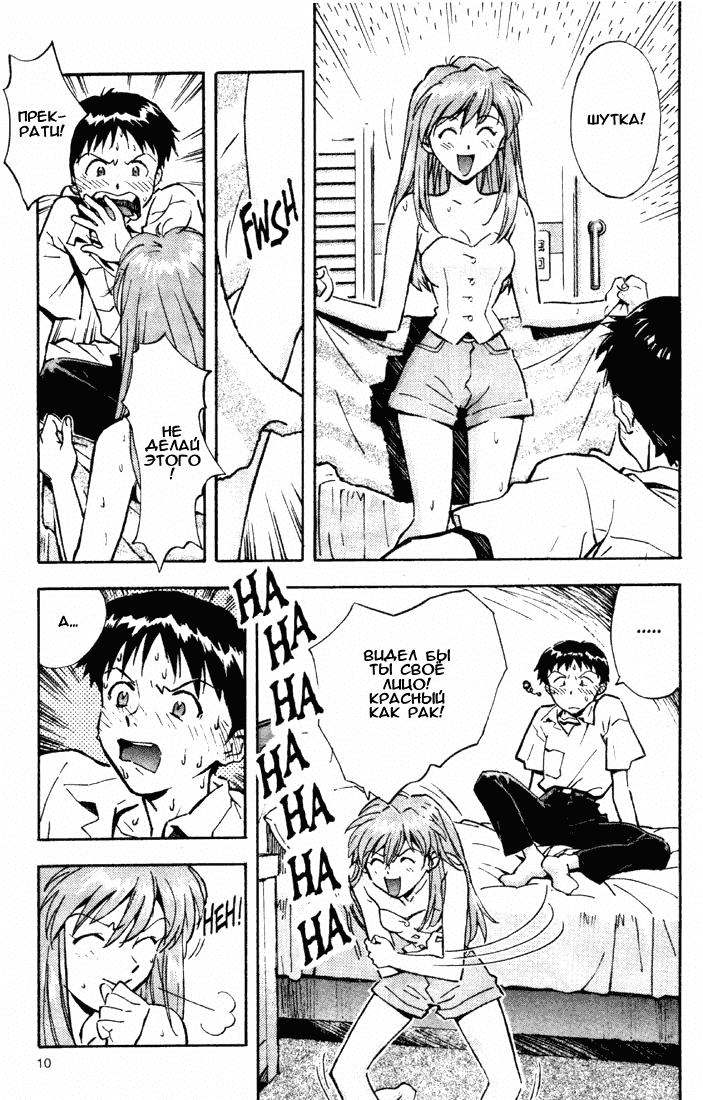 ПРЕК-
РАТИ!
НЕ
ДЕЛАЙ
ЭТОГО
!
FWSH
ШУТКА!
А...
HEH!
HA
HA
HA
HA
HA
HA
HA
ВИДЕЛ БЫ
ТЫ СВОЁ
ЛИЦО!
КРАСНЫЙ
КАК РАК!
.....
10